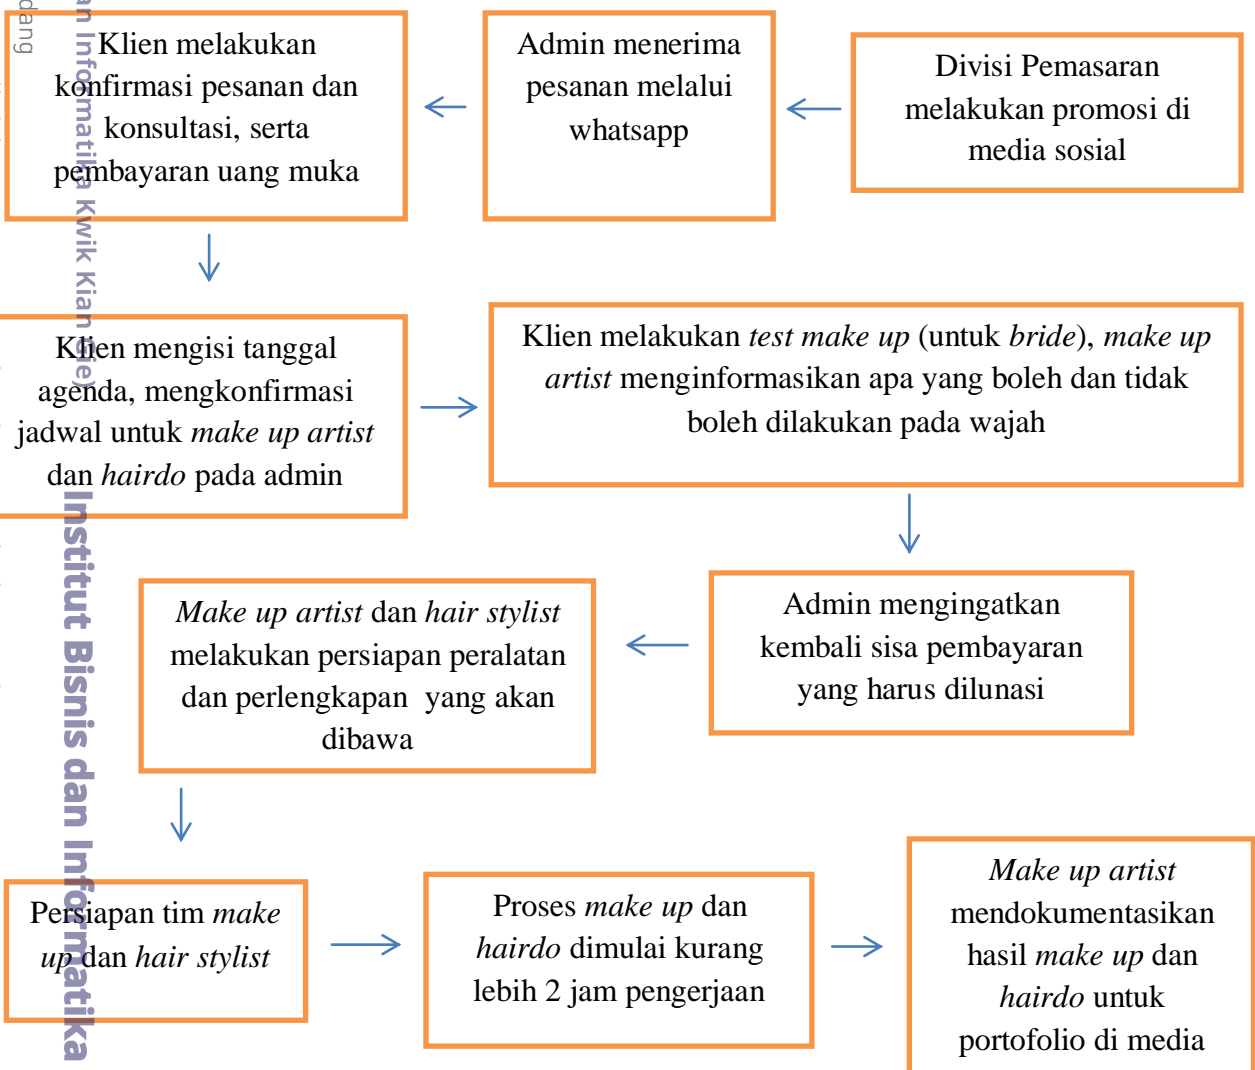 Divisi Pemasaran
melakukan promosi di
media sosial
Admin menerima
pesanan melalui
whatsapp
Klien melakukan
konfirmasi pesanan dan
konsultasi, serta
pembayaran uang muka
Klien mengisi tanggal
agenda, mengkonfirmasi
jadwal untuk make up artist
dan hairdo pada admin
Klien melakukan test make up (untuk bride), make up
artist menginformasikan apa yang boleh dan tidak
boleh dilakukan pada wajah
Admin mengingatkan
kembali sisa pembayaran
yang harus dilunasi
Make up artist dan hair stylist
melakukan persiapan peralatan
dan perlengkapan yang akan
dibawa
Persiapan tim make
up dan hair stylist
Proses make up dan
hairdo dimulai kurang
lebih 2 jam pengerjaan
Make up artist
mendokumentasikan
hasil make up dan
hairdo untuk
portofolio di media
Informatika Kwik Kian Gie)
Institut Bisnis dan Informatika